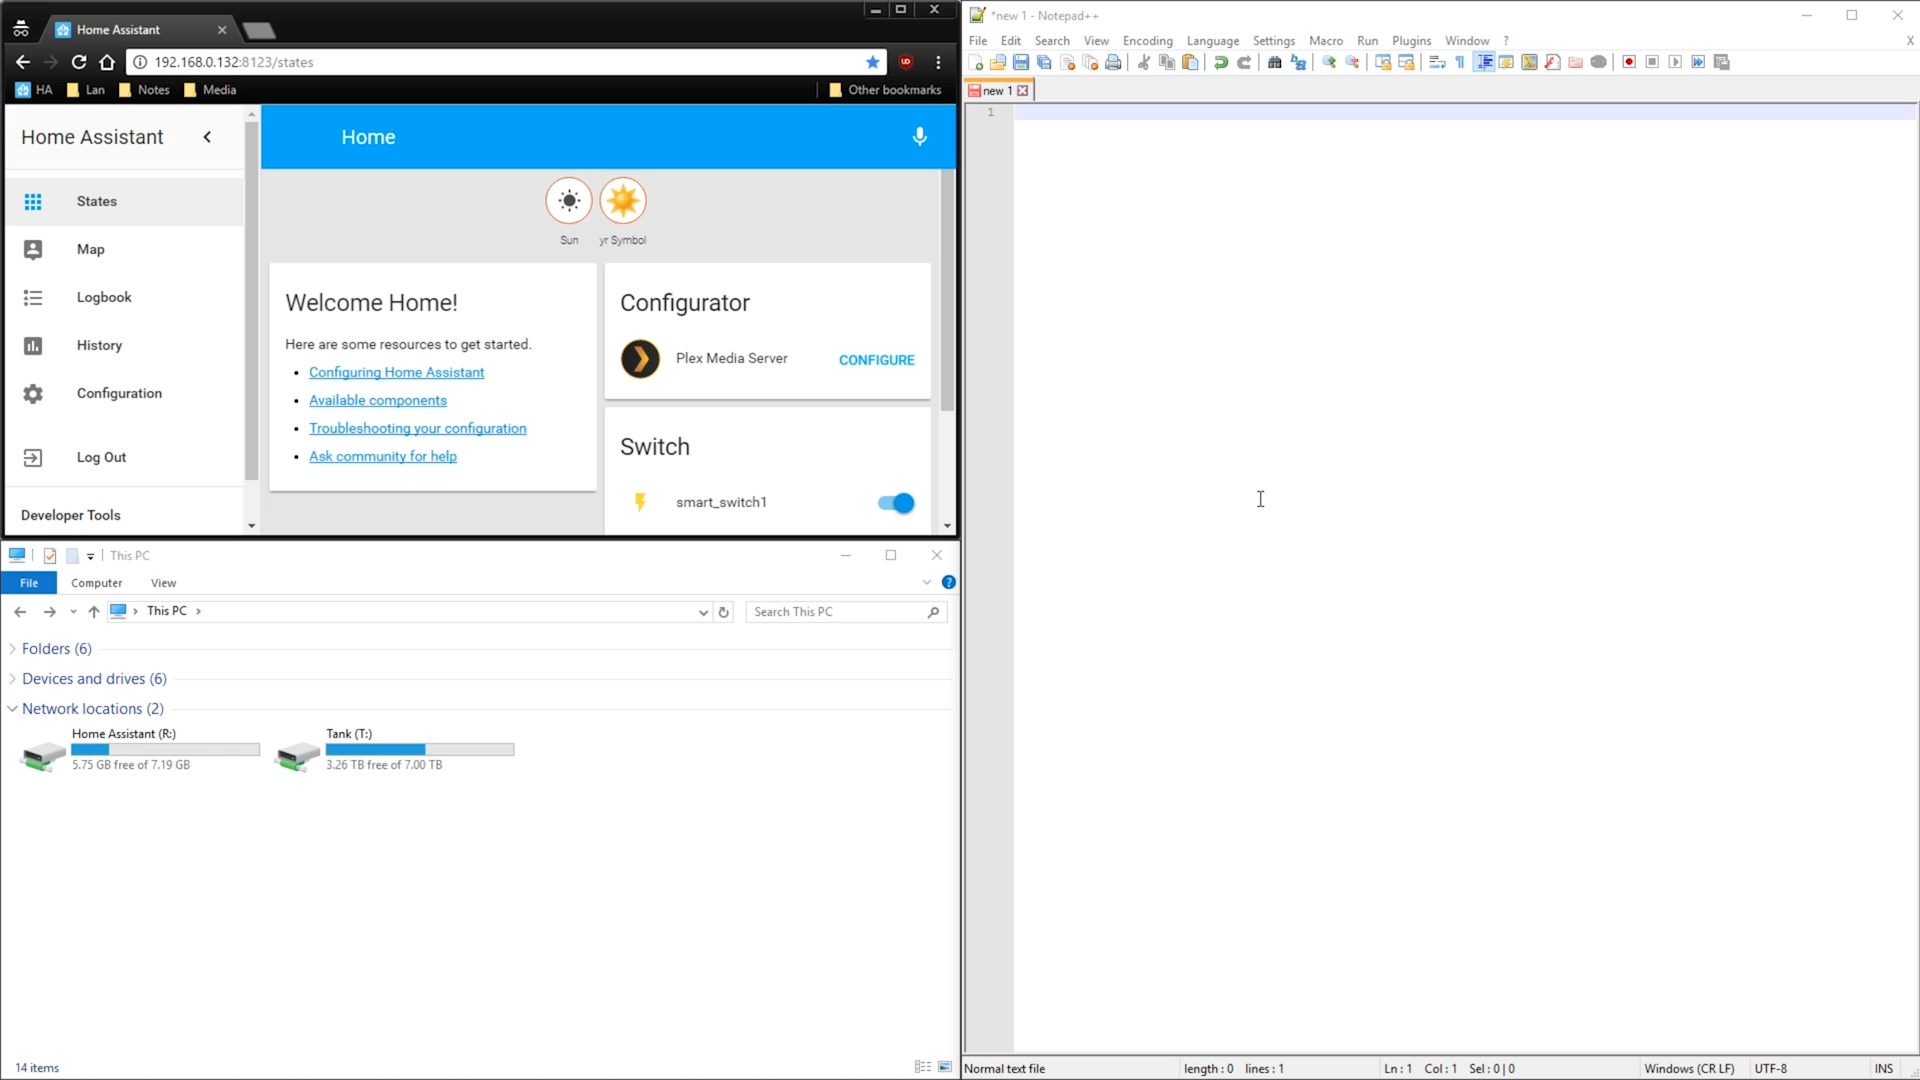 Home Assistant
192.168.0.132:8123/states
HA Lan Notes Media Other bookmarks
Home Assistant
States
Map
Logbook
History
Configuration
Log Out
Developer Tools
Home
Sun
yr Symbol
Welcome Home!
Here are some resources to get started.
• Configuring Home Assistant
• Available components
• Troubleshooting your configuration
• Ask community for help
Configurator
Plex Media Server CONFIGURE
Switch
smart_switch1
This PC
File Computer View
This PC
Search This PC
Folders (6)
Devices and drives (6)
Network locations (2)
Home Assistant (R:)
5.75 GB free of 7.19 GB
Tank (T:)
3.26 TB free of 7.00 TB
14 items
*new 1 - Notepad++
File Edit Search View Encoding Language Settings Macro Run Plugins Window ? X
new 1
1
Normal text file length : 0 lines : 1 Ln : 1 Col : 1 Sel : 0 | 0 Windows (CR LF) UTF-8 INS